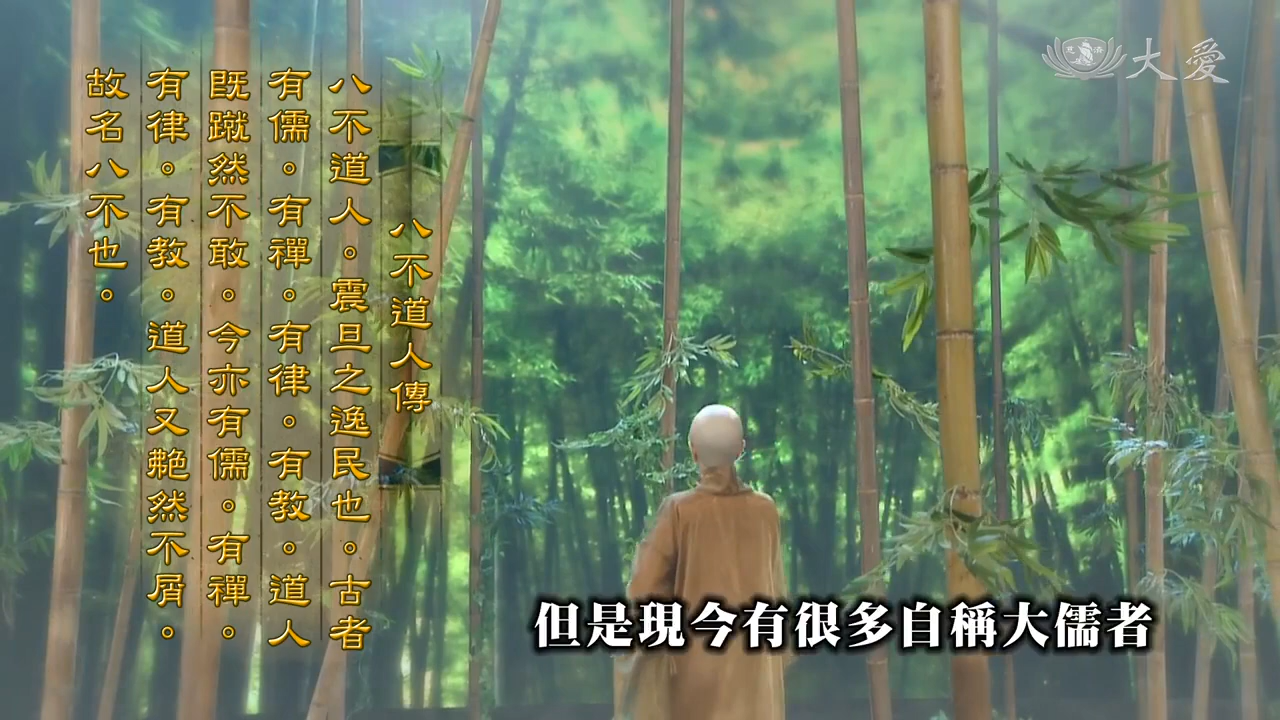 八不道人傳
八不道人。震旦之逸民也。古者
有儒。有禪。有律。有教。道人
既蹴然不敢。今亦有儒。有禪。
有律。有教。道人又艴然不屑。
故名八不也。
慈濟
大愛
但是現今有很多自稱大儒者